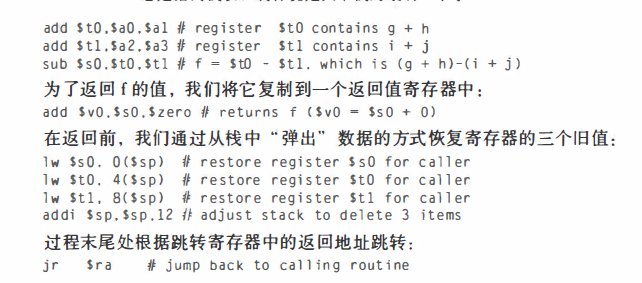 add $t0,$a0,$a1 # register $t0 contains g + h
add $t1,$a2,$a3 # register $t1 contains i + j
sub $s0,$t0,$t1 # f = $t0 - $t1, which is (g + h)-(i + j)
为了返回 f 的值，我们将它复制到一个返回值寄存器中：
add $v0,$s0,$zero # returns f ($v0 = $s0 + 0)
在返回前，我们通过从栈中“弹出”数据的方式恢复寄存器的三个旧值：
lw $s0, 0($sp) # restore register $s0 for caller
lw $t0, 4($sp) # restore register $t0 for caller
lw $t1, 8($sp) # restore register $t1 for caller
addi $sp,$sp,12 # adjust stack to delete 3 items
过程末尾处根据跳转寄存器中的返回地址跳转：
jr $ra # jump back to calling routine